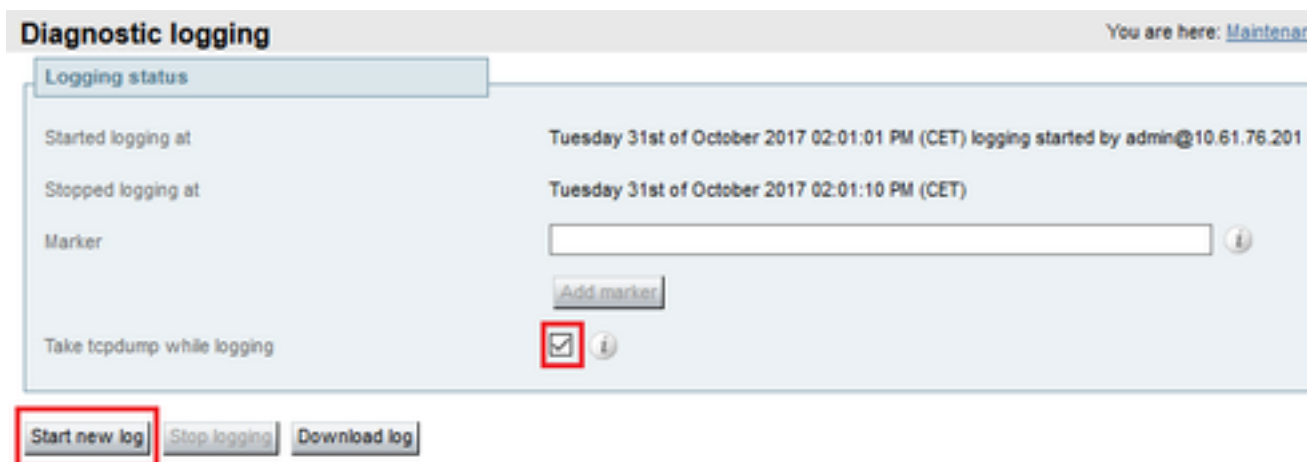 Diagnostic logging
You are here: Maintenan
Logging status
Started logging at Tuesday 31st of October 2017 02:01:01 PM (CET) logging started by admin@10.61.76.201
Stopped logging at Tuesday 31st of October 2017 02:01:10 PM (CET)
Marker
Add marker
Take tcpdump while logging
Start new log Stop logging Download log